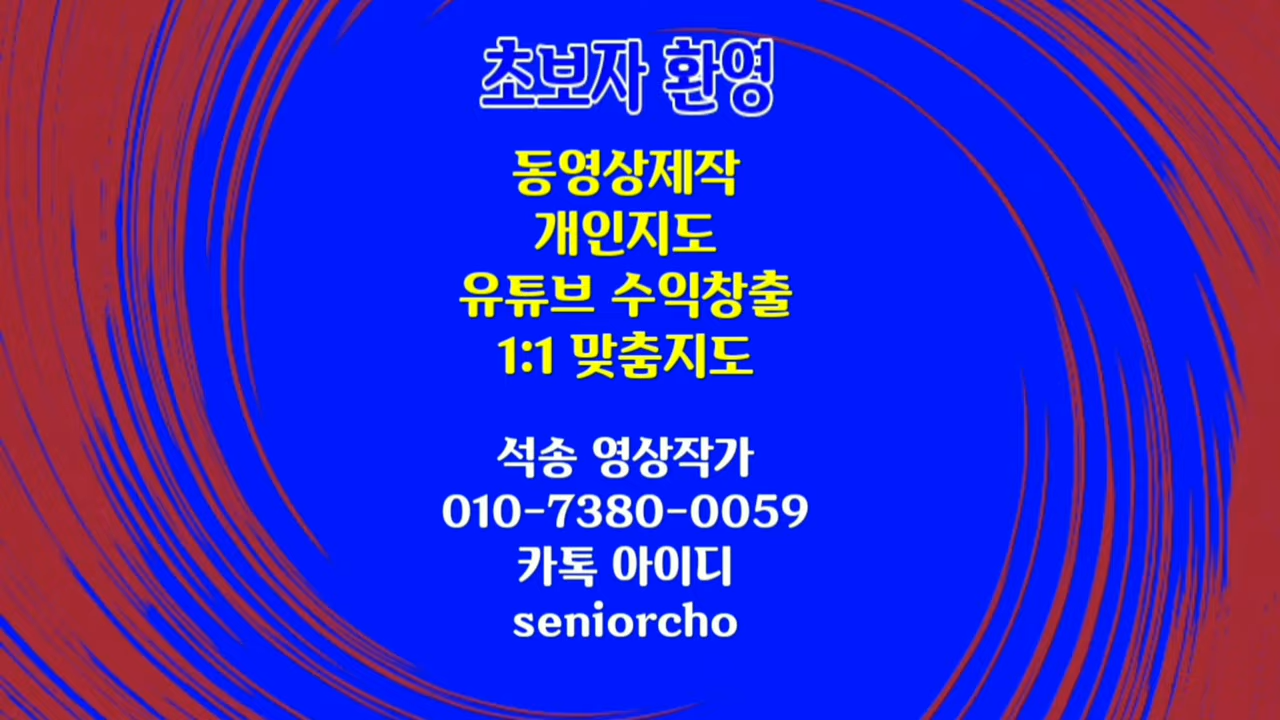 초보자 환영
동영상제작
개인지도
유튜브 수익창출
1:1 맞춤지도
석송 영상작가
010-7380-0059
카톡 아이디
seniorcho